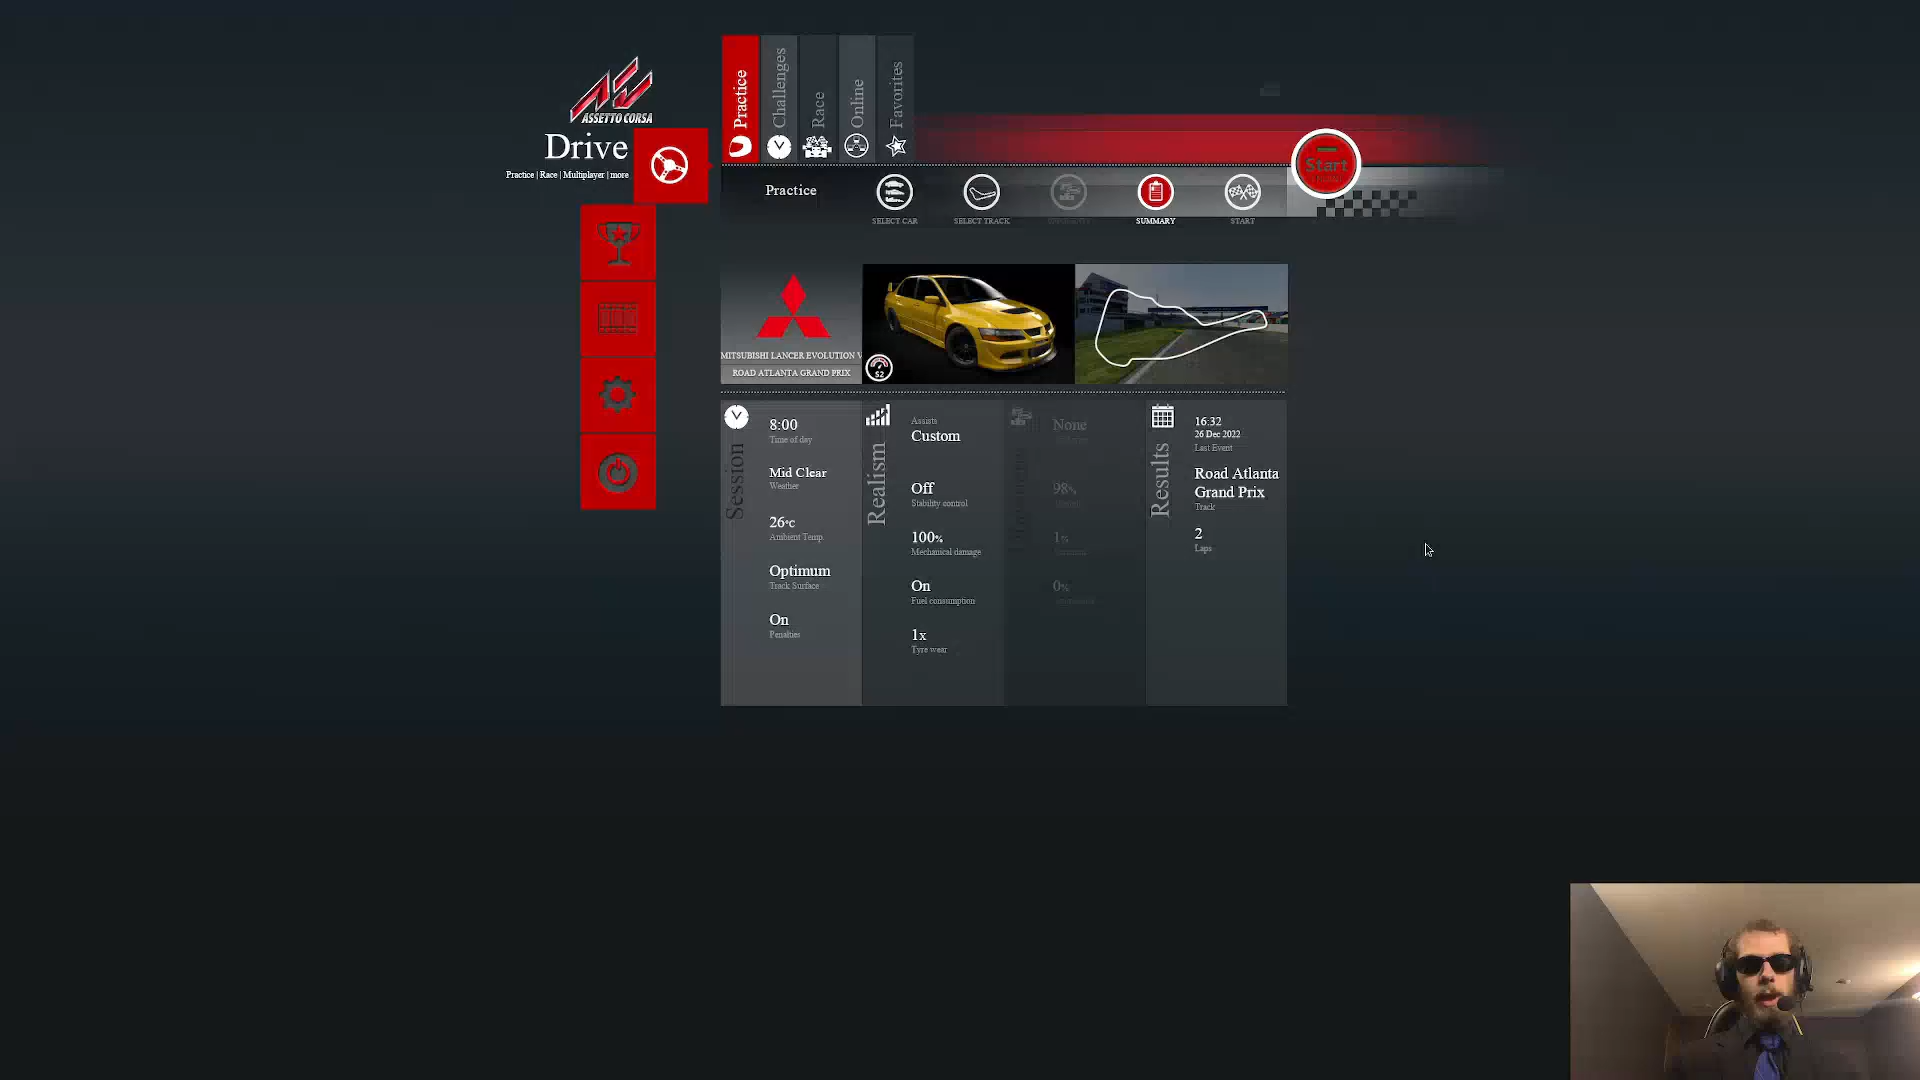 Practice
Challenges
Race
Online
Favorites
ASSETTO CORSA
Drive
Practice | Race | Multiplayer | more
Start
Practice
SELECT CAR
SELECT TRACK
SUMMARY
START
MITSUBISHI LANCER EVOLUTION V
ROAD ATLANTA GRAND PRIX
S2
Session
8:00
Time of day
Mid Clear
Weather
26°C
Ambient Temp.
Optimum
Track Surface
On
Penalties
Realism
Assists
Custom
Off
Stability control
100%
Mechanical damage
On
Fuel consumption
1x
Tyre wear
None
98%
1%
0%
Results
16:32
26 Dec 2022
Last Event
Road Atlanta
Grand Prix
Track
2
Laps